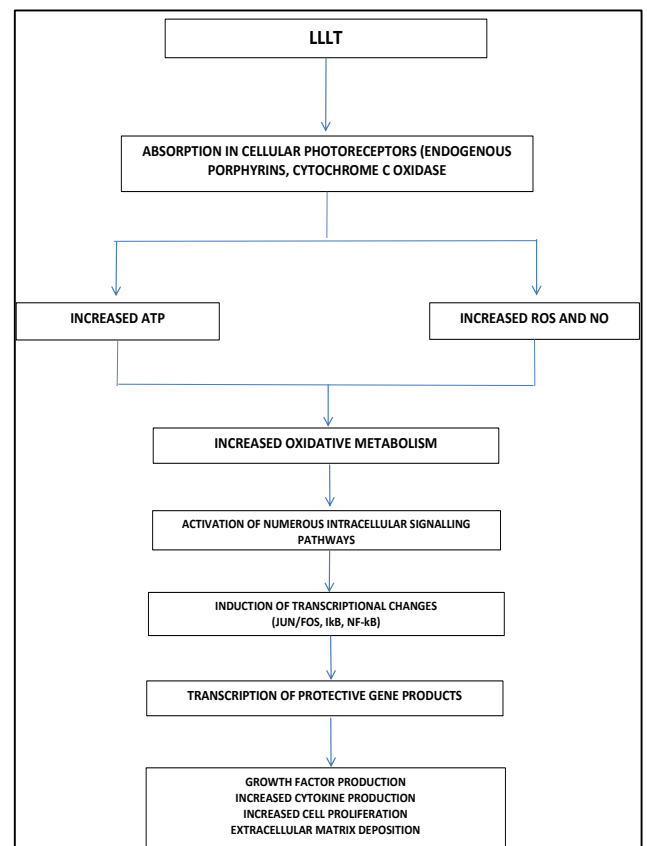 LLLT
ABSORPTION IN CELLULAR PHOTORECEPTORS (ENDOGENOUS
PORPHYRINS, CYTOCHROME C OXIDASE
INCREASED ATP
INCREASED ROS AND NO
INCREASED OXIDATIVE METABOLISM
ACTIVATION OF NUMEROUS INTRACELLULAR SIGNALLING
PATHWAYS
INDUCTION OF TRANSCRIPTIONAL CHANGES
(JUN/FOS, IkB, NF-kB)
TRANSCRIPTION OF PROTECTIVE GENE PRODUCTS
GROWTH FACTOR PRODUCTION
INCREASED CYTOKINE PRODUCTION
INCREASED CELL PROLIFERATION
EXTRACELLULAR MATRIX DEPOSITION